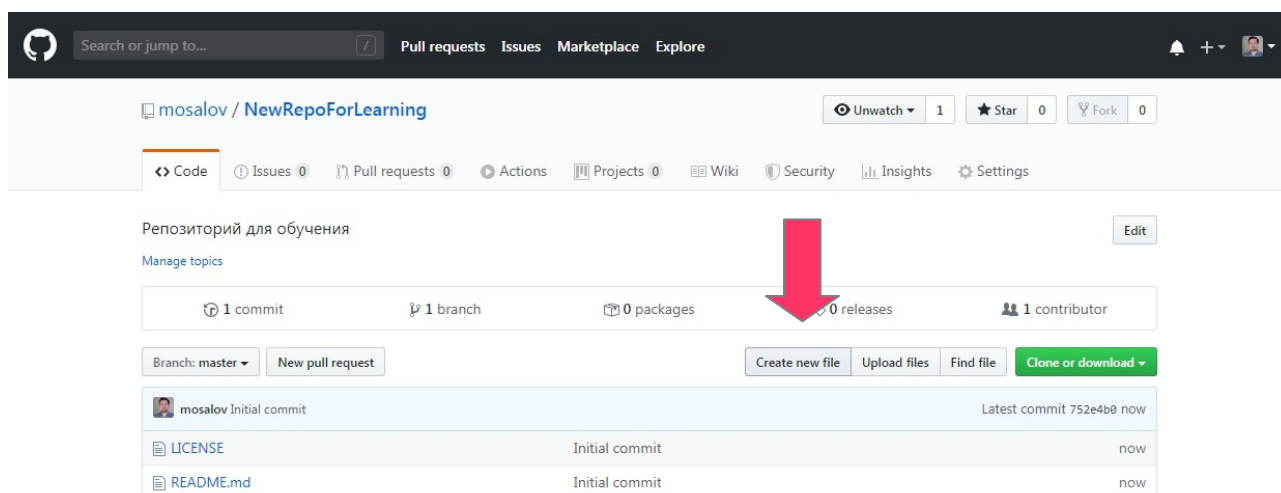 Search or jump to... / Pull requests Issues Marketplace Explore
mosalov / NewRepoForLearning Unwatch 1 Star 0 Fork 0
Code Issues 0 Pull requests 0 Actions Projects 0 Wiki Security Insights Settings
Репозиторий для обучения Edit
Manage topics
1 commit 1 branch 0 packages 0 releases 1 contributor
Branch: master New pull request Create new file Upload files Find file Clone or download
mosalov Initial commit Latest commit 752e4b0 now
LICENSE Initial commit now
README.md Initial commit now